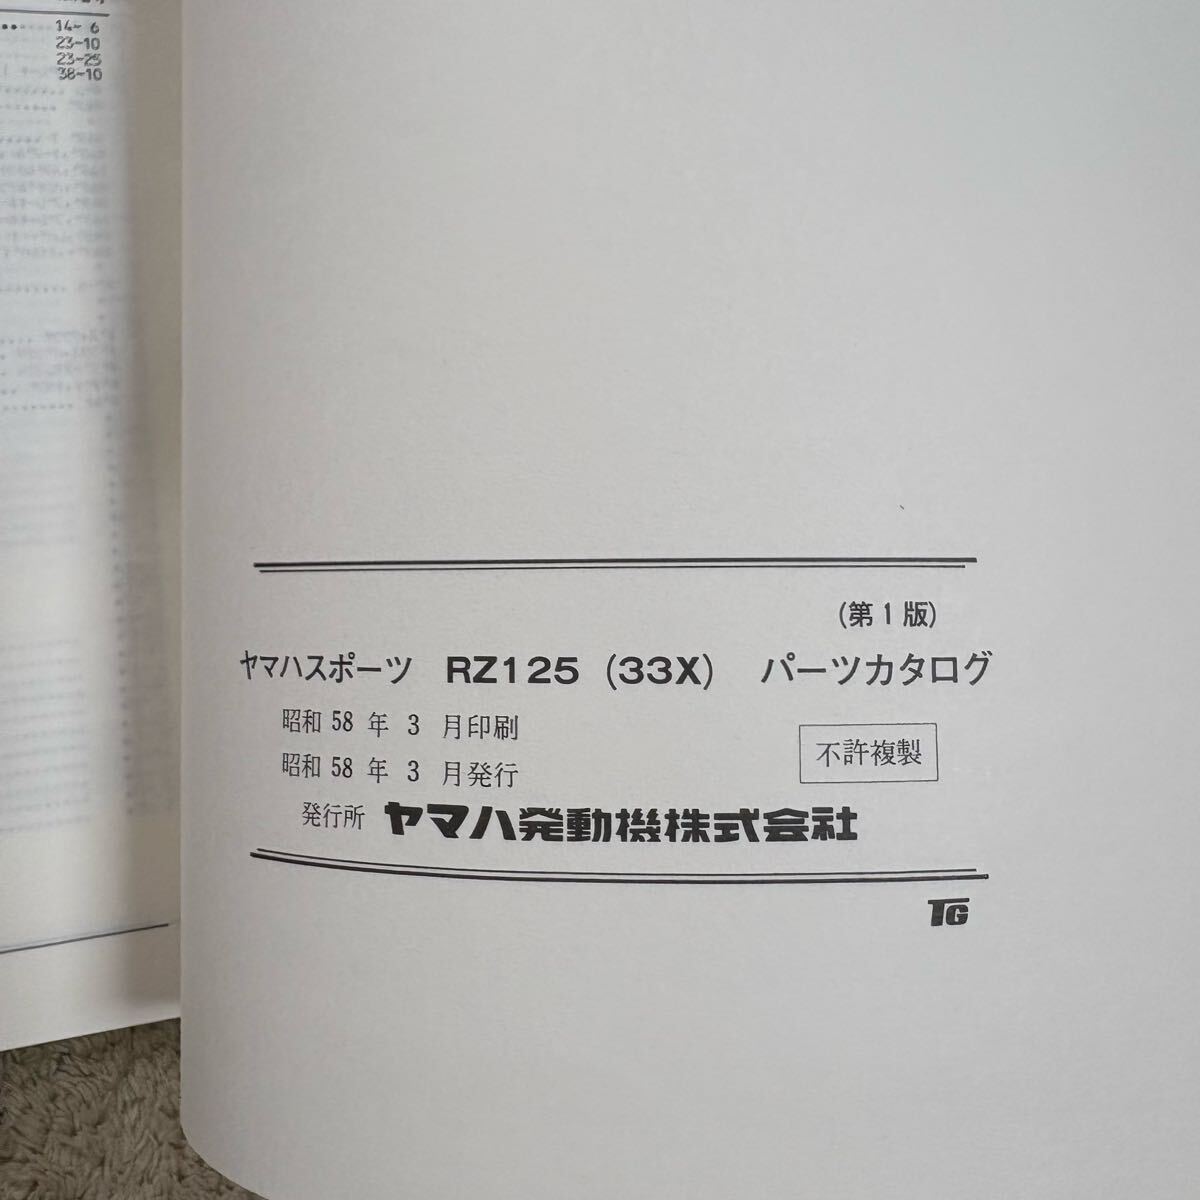 14- 6
23-10
23-25
38-10
(第1版)
ヤマハスポーツ RZ125 (33X) パーツカタログ
昭和 58 年 3 月印刷
昭和 58 年 3 月発行
不許複製
発行所 ヤマハ発動機株式会社
TG